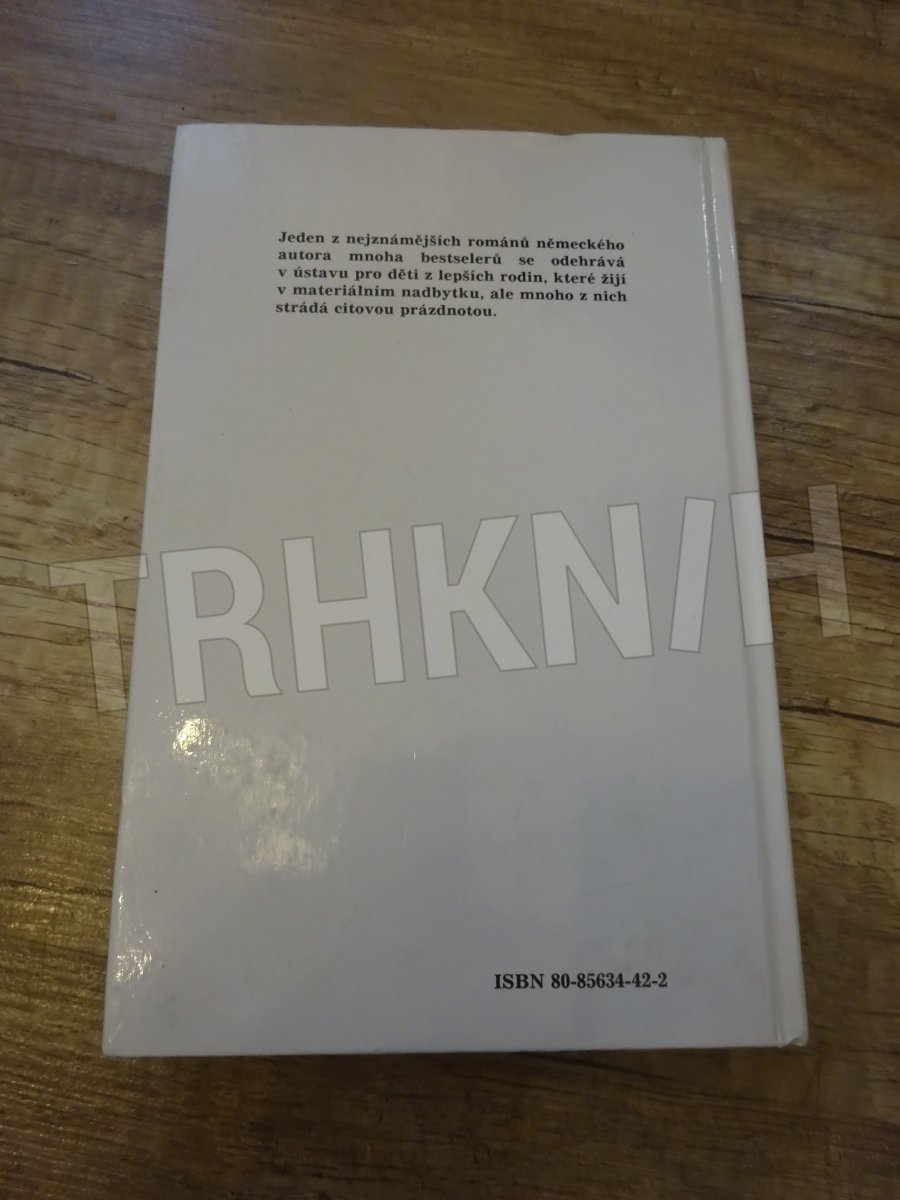 Jeden z nejznámějších románů německého
autora mnoha bestselerů se odehrává
v ústavu pro děti z lepších rodin, které žijí
v materiálním nadbytku, ale mnoho z nich
strádá citovou prázdnotou.
TRHKNIH
ISBN 80-85634-42-2